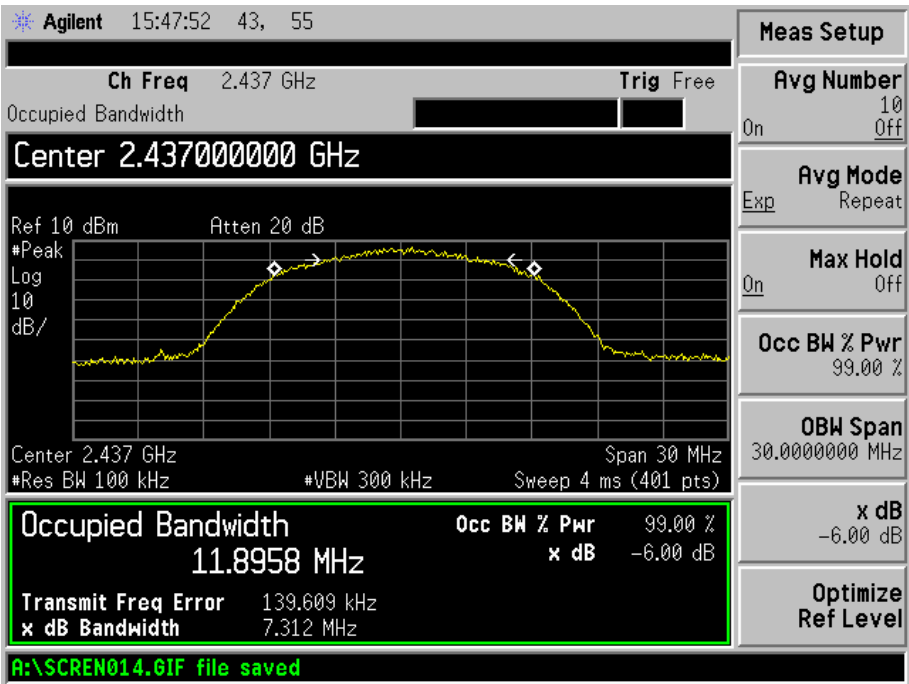 Agilent 15:47:52 43, 55
Ch Freq 2.437 GHz Trig Free
Occupied Bandwidth
Center 2.437000000 GHz
Ref 10 dBm Atten 20 dB
#Peak
Log
10
dB/
Center 2.437 GHz Span 30 MHz
#Res BW 100 kHz #VBW 300 kHz Sweep 4 ms (401 pts)
Occupied Bandwidth Occ BW % Pwr 99.00 %
11.8958 MHz x dB -6.00 dB
Transmit Freq Error 139.609 kHz
x dB Bandwidth 7.312 MHz
A:\SCREN014.GIF file saved
Meas Setup
Avg Number
10
On Off
Avg Mode
Exp Repeat
Max Hold
On Off
Occ BW % Pwr
99.00 %
OBW Span
30.0000000 MHz
x dB
-6.00 dB
Optimize
Ref Level